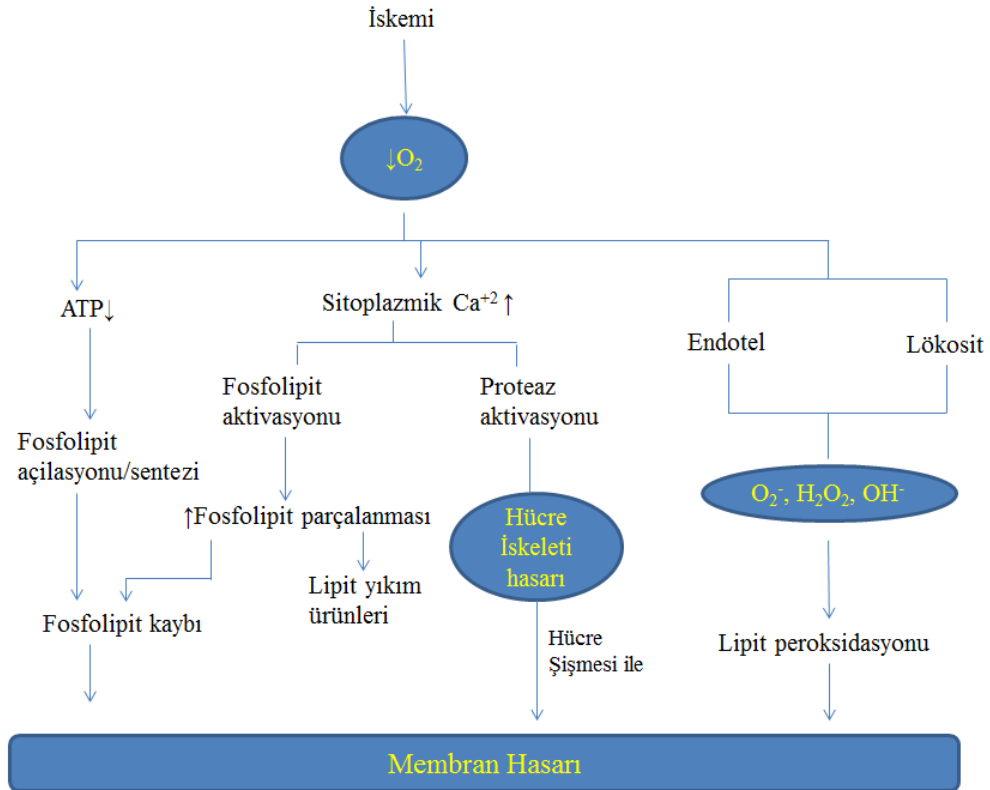 İskemi
↓O₂
ATP↓
Sitoplazmik Ca⁺² ↑
Endotel
Lökosit
Fosfolipit
aktivasyonu
Proteaz
aktivasyonu
Fosfolipit
açilasyonu/sentezi
↑Fosfolipit parçalanması
Hücre
İskeleti
hasarı
O₂⁻, H₂O₂, OH⁻
Lipit yıkım
ürünleri
Fosfolipit kaybı
Hücre
Şişmesi ile
Lipit peroksidasyonu
Membran Hasarı